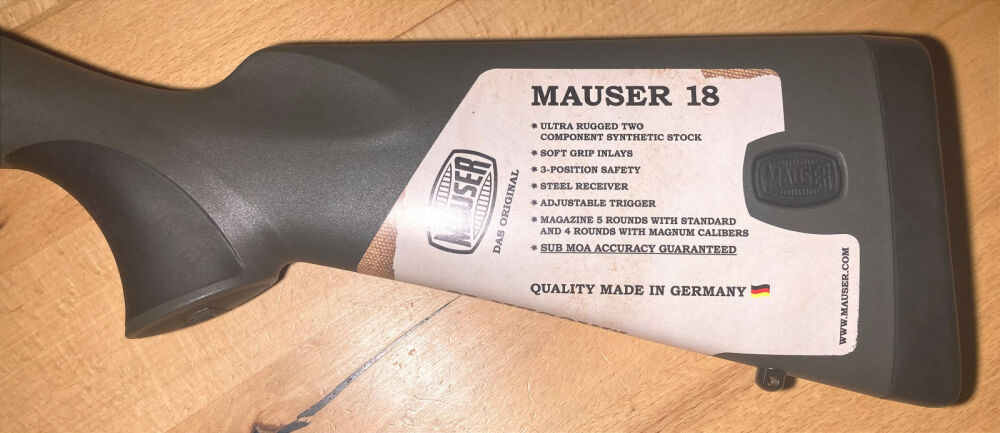 MAUSER 18
* ULTRA RUGGED TWO
COMPONENT SYNTHETIC STOCK
* SOFT GRIP INLAYS
* 3-POSITION SAFETY
* STEEL RECEIVER
* ADJUSTABLE TRIGGER
* MAGAZINE 5 ROUNDS WITH STANDARD
AND 4 ROUNDS WITH MAGNUM CALIBERS
* SUB MOA ACCURACY GUARANTEED
QUALITY MADE IN GERMANY
MAUSER
DAS ORIGINAL
MAUSER
WWW.MAUSER.COM